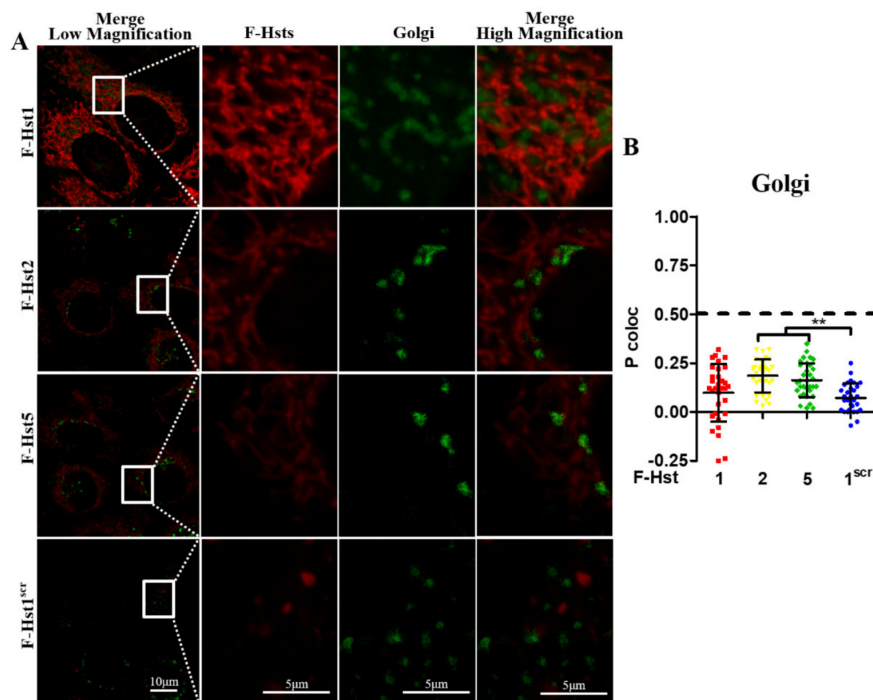 A
Merge
Low Magnification
F-Hsts
Golgi
Merge
High Magnification
F-Hst1
F-Hst2
F-Hst5
F-Hst1scr
10μm
5μm
5μm
5μm
B
Golgi
P coloc
1.00
0.75
0.50
0.25
0.00
-0.25
**
F-Hst 1 2 5 1scr